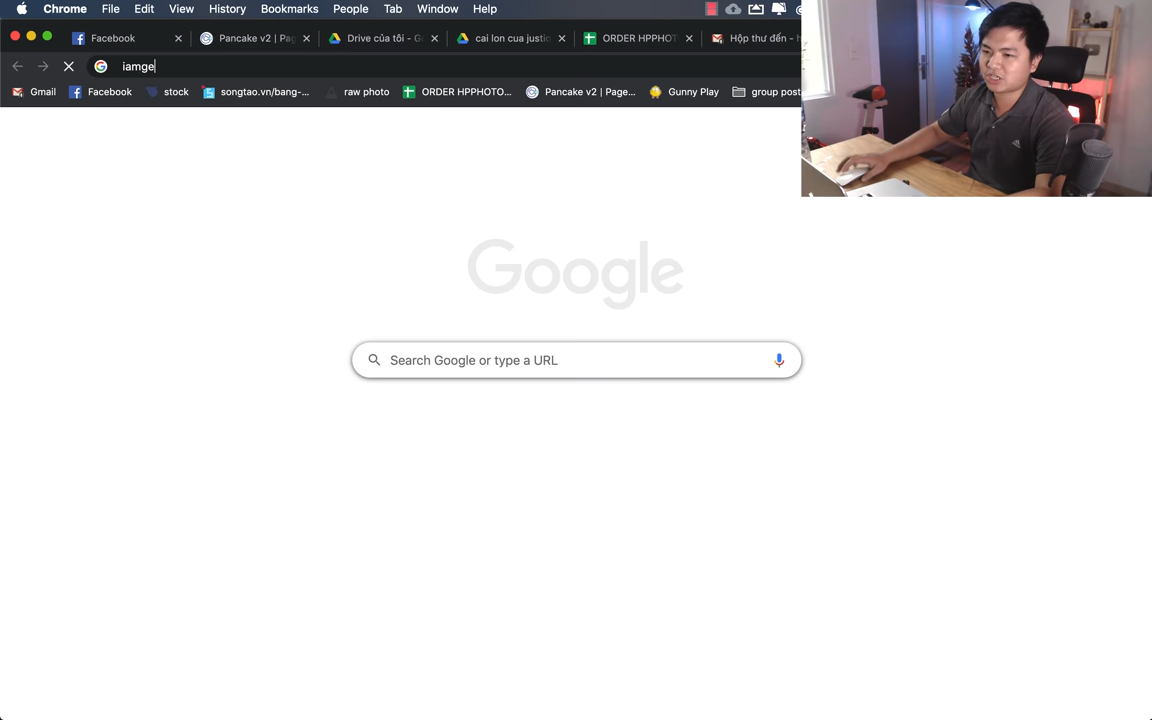 Chrome File Edit View History Bookmarks People Tab Window Help
Facebook Pancake v2 | Pag Drive của tôi - G cai lon cua justi ORDER HPPHOT Hộp thư đến - h
iamge
Gmail Facebook stock songtao.vn/bang-... raw photo ORDER HPPHOTO... Pancake v2 | Page... Gunny Play group post
Google
Search Google or type a URL